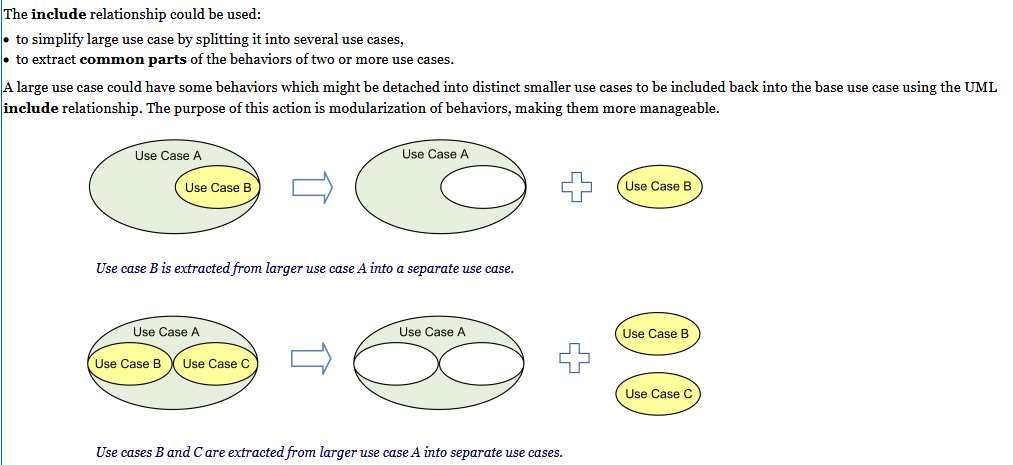 The include relationship could be used:
• to simplify large use case by splitting it into several use cases,
• to extract common parts of the behaviors of two or more use cases.
A large use case could have some behaviors which might be detached into distinct smaller use cases to be included back into the base use case using the UML
include relationship. The purpose of this action is modularization of behaviors, making them more manageable.
Use Case A
Use Case B
Use Case A
Use Case B
Use case B is extracted from larger use case A into a separate use case.
Use Case A
Use Case B
Use Case C
Use Case A
Use Case B
Use Case C
Use cases B and C are extracted from larger use case A into separate use cases.